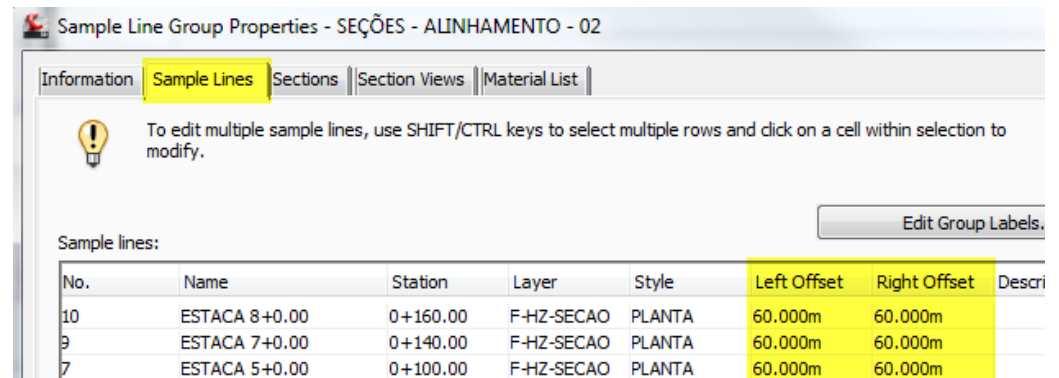 Sample Line Group Properties - SEÇÕES - ALINHAMENTO - 02
Information Sample Lines Sections Section Views Material List
To edit multiple sample lines, use SHIFT/CTRL keys to select multiple rows and click on a cell within selection to
modify.
Edit Group Labels.
Sample lines:
No. Name Station Layer Style Left Offset Right Offset Descri
10 ESTACA 8+0.00 0+160.00 F-HZ-SECAO PLANTA 60.000m 60.000m
9 ESTACA 7+0.00 0+140.00 F-HZ-SECAO PLANTA 60.000m 60.000m
7 ESTACA 5+0.00 0+100.00 F-HZ-SECAO PLANTA 60.000m 60.000m